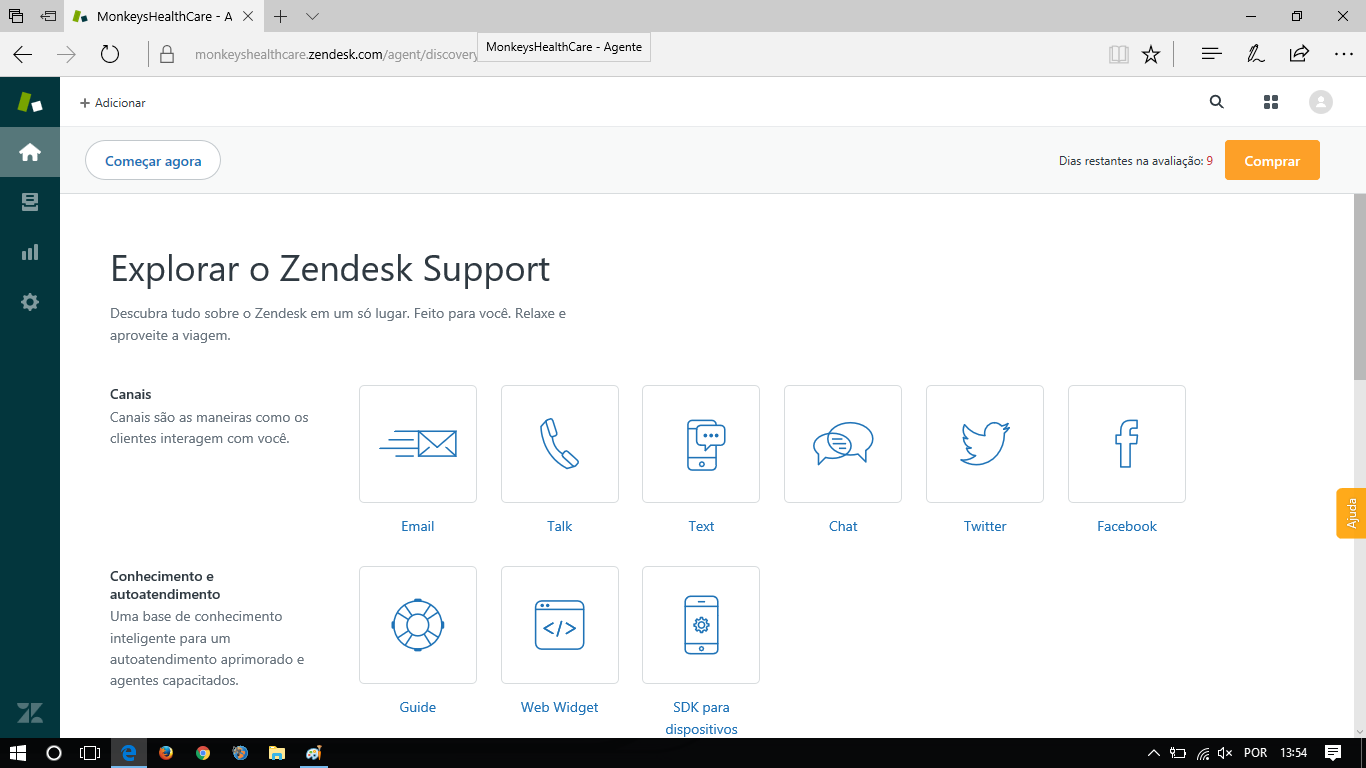 MonkeysHealthCare - A
monkeyshealthcare.zendesk.com/agent/discovery
MonkeysHealthCare - Agente
+ Adicionar
Começar agora
Dias restantes na avaliação: 9
Comprar
Explorar o Zendesk Support
Descubra tudo sobre o Zendesk em um só lugar. Feito para você. Relaxe e
aproveite a viagem.
Canais
Canais são as maneiras como os
clientes interagem com você.
Email
Talk
Text
Chat
Twitter
Facebook
Ajuda
Conhecimento e
autoatendimento
Uma base de conhecimento
inteligente para um
autoatendimento aprimorado e
agentes capacitados.
Guide
Web Widget
SDK para
dispositivos
POR
13:54